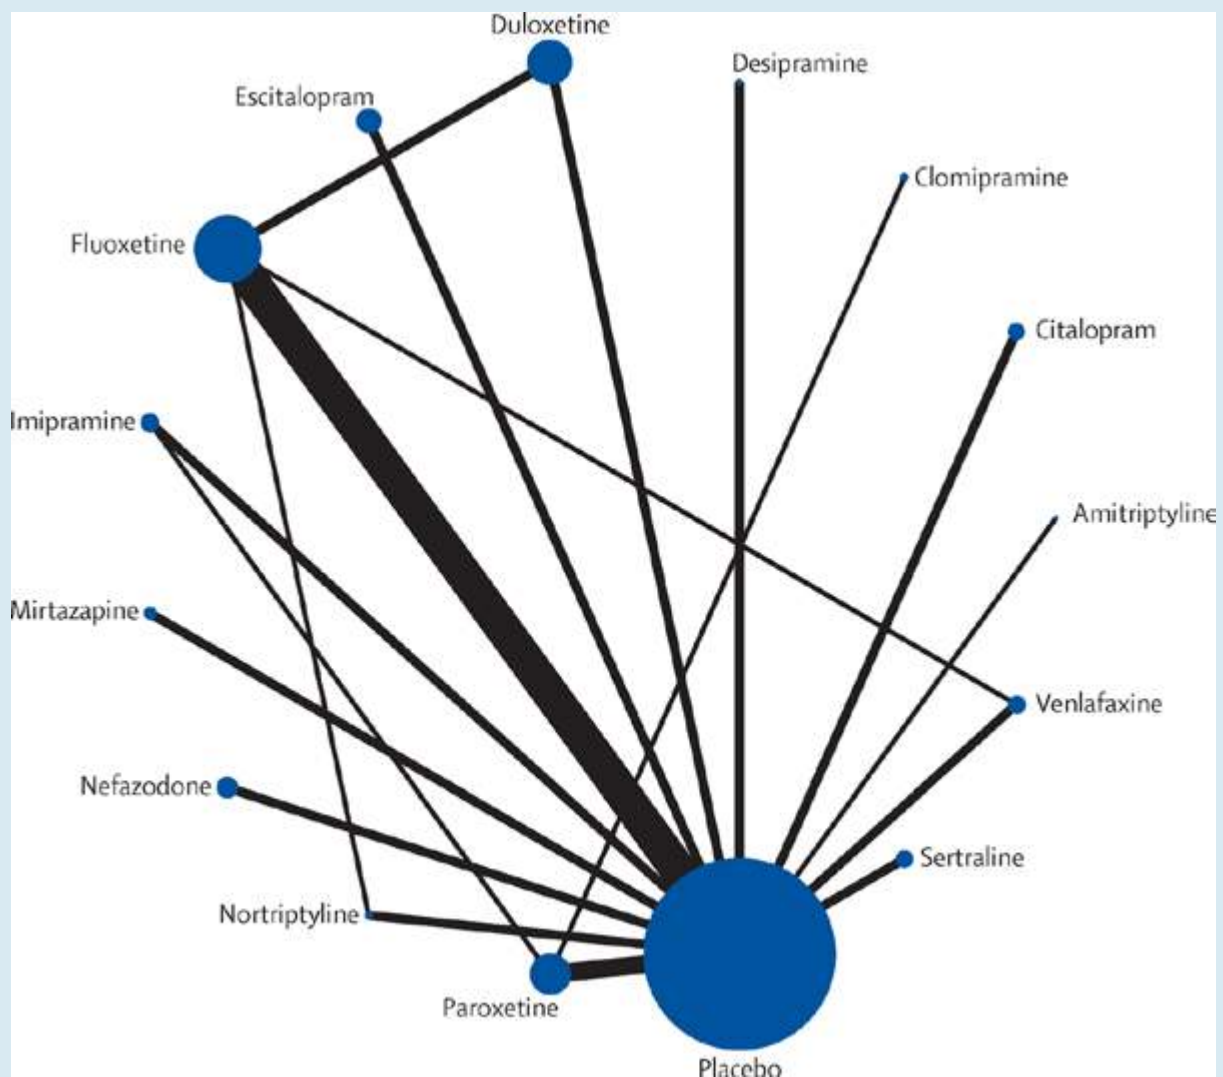 Duloxetine
Desipramine
Escitalopram
Clomipramine
Fluoxetine
Citalopram
Imipramine
Amitriptyline
Mirtazapine
Venlafaxine
Nefazodone
Sertraline
Nortriptyline
Paroxetine
Placebo